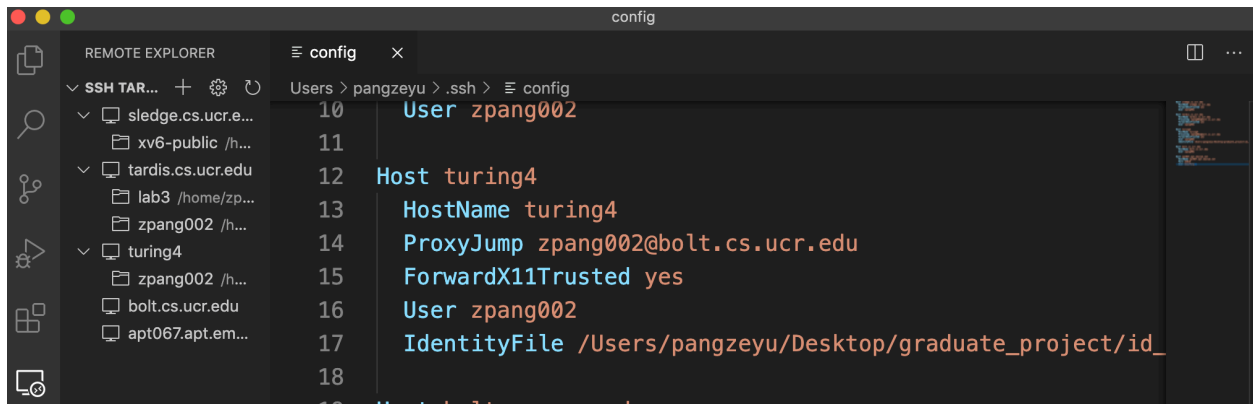 config
REMOTE EXPLORER
SSH TAR...
sledge.cs.ucr.e...
xv6-public /h...
tardis.cs.ucr.edu
lab3 /home/zp...
zpang002 /h...
turing4
zpang002 /h...
bolt.cs.ucr.edu
apt067.apt.em...
config
Users > pangzeyu > .ssh > config
10 User zpang002
11
12 Host turing4
13 HostName turing4
14 ProxyJump zpang002@bolt.cs.ucr.edu
15 ForwardX11Trusted yes
16 User zpang002
17 IdentityFile /Users/pangzeyu/Desktop/graduate_project/id_
18